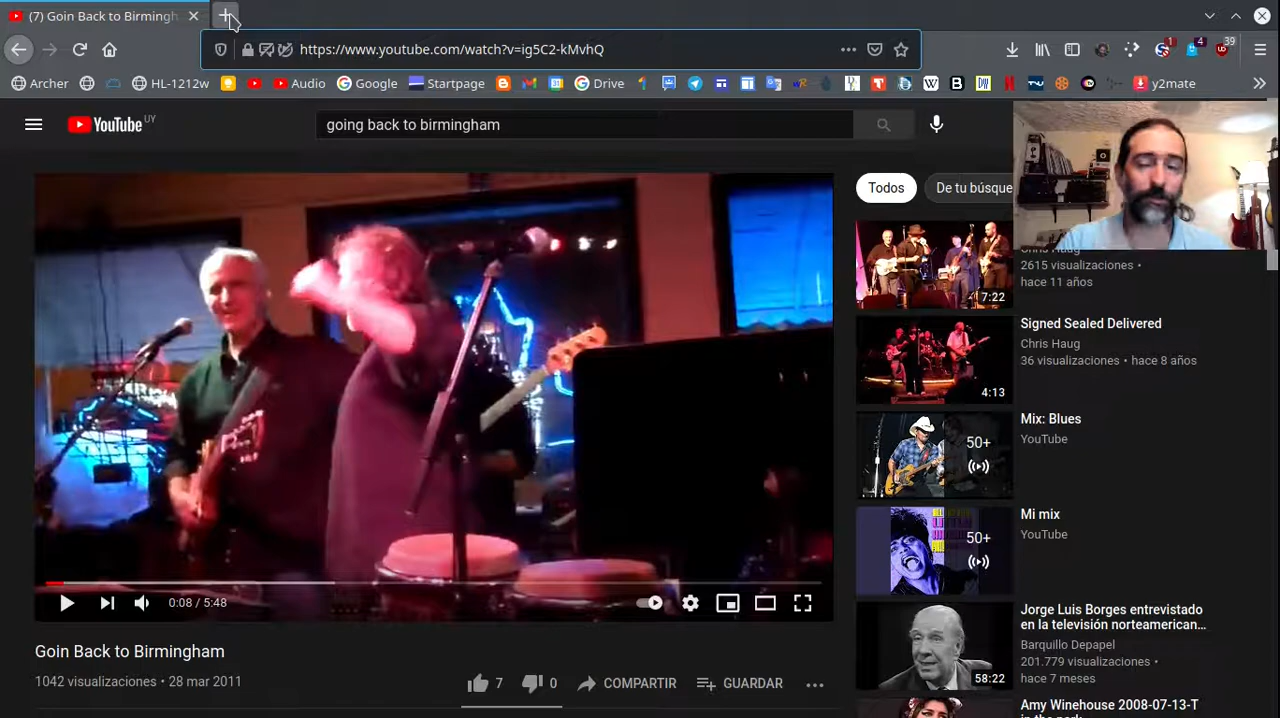 (7) Goin Back to Birmingh
https://www.youtube.com/watch?v=ig5C2-kMvhQ
1
4
39
Archer
HL-1212w
Audio
Google
Startpage
Drive
y2mate
YouTube UY
going back to birmingham
Todos
De tu búsque
0:08 / 5:48
Goin Back to Birmingham
1042 visualizaciones • 28 mar 2011
7
0
COMPARTIR
GUARDAR
7:22
Chris Haug
2615 visualizaciones •
hace 11 años
4:13
Signed Sealed Delivered
Chris Haug
36 visualizaciones • hace 8 años
50+
Mix: Blues
YouTube
50+
Mi mix
YouTube
58:22
Jorge Luis Borges entrevistado
en la televisión norteamerican...
Barquillo Depapel
201.779 visualizaciones •
hace 7 meses
Amy Winehouse 2008-07-13-T